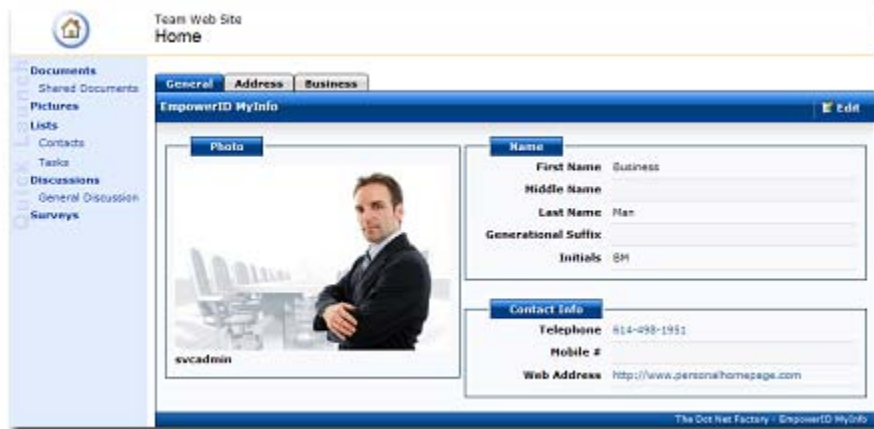 Team Web Site
Home
Quick Launch
Documents
Shared Documents
Pictures
Lists
Contacts
Tasks
Discussions
General Discussion
Surveys
General Address Business
EmpowerID MyInfo Edit
Photo
svcadmin
Name
First Name Business
Middle Name
Last Name Man
Generational Suffix
Initials BM
Contact Info
Telephone 614-498-1951
Mobile #
Web Address http://www.personalhomepage.com
The Dot Net Factory - EmpowerID MyInfo